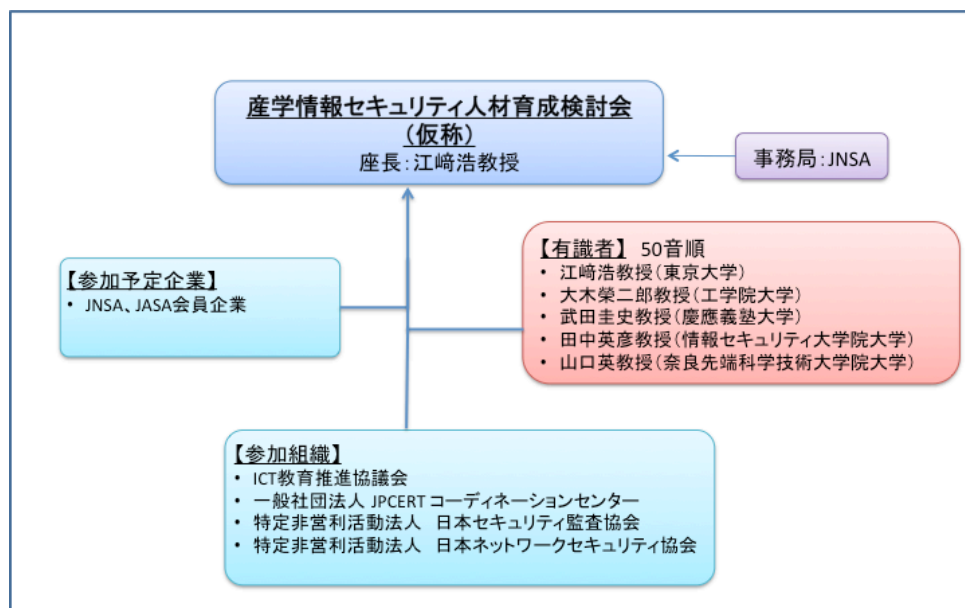 産学情報セキュリティ人材育成検討会
(仮称)
座長：江﨑浩教授
事務局：JNSA
【有識者】 50音順
• 江﨑浩教授（東京大学）
• 大木榮二郎教授（工学院大学）
• 武田圭史教授（慶應義塾大学）
• 田中英彦教授（情報セキュリティ大学院大学）
• 山口英教授（奈良先端科学技術大学院大学）
【参加予定企業】
• JNSA、JASA会員企業
【参加組織】
• ICT教育推進協議会
• 一般社団法人 JPCERT コーディネーションセンター
• 特定非営利活動法人　日本セキュリティ監査協会
• 特定非営利活動法人　日本ネットワークセキュリティ協会